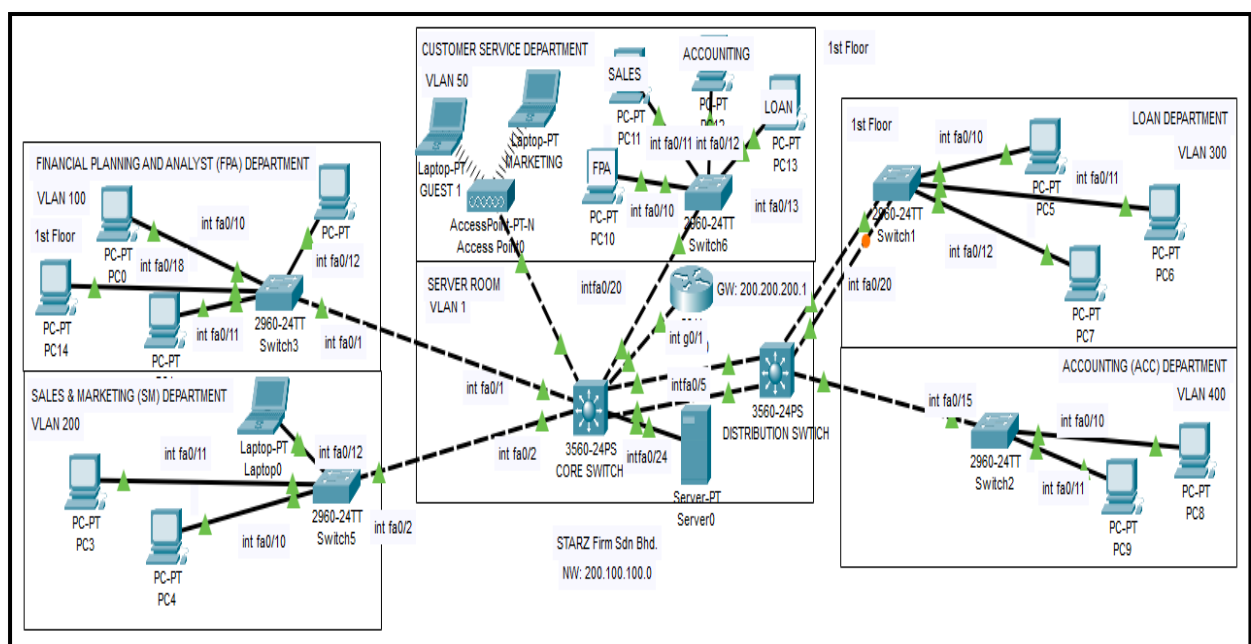 CUSTOMER SERVICE DEPARTMENT
VLAN 50
Laptop-PT
GUEST 1
Laptop-PT
MARKETING
AccessPoint-PT-N
Access Point0
SALES
PC-PT
PC11
int fa0/11
ACCOUNTING
PC-PT
PC12
int fa0/12
LOAN
PC-PT
PC13
int fa0/13
FPA
PC-PT
PC10
int fa0/10
2960-24TT
Switch6
1st Floor
FINANCIAL PLANNING AND ANALYST (FPA) DEPARTMENT
VLAN 100
1st Floor
int fa0/10
PC-PT
PC0
int fa0/18
PC-PT
int fa0/12
PC-PT
PC14
int fa0/11
PC-PT
2960-24TT
Switch3
int fa0/1
SALES & MARKETING (SM) DEPARTMENT
VLAN 200
Laptop-PT
Laptop0
int fa0/12
int fa0/11
PC-PT
PC3
int fa0/10
PC-PT
PC4
2960-24TT
Switch5
int fa0/2
SERVER ROOM
VLAN 1
intfa0/20
GW: 200.200.200.1
int g0/1
int fa0/1
int fa0/2
intfa0/5
3560-24PS
CORE SWITCH
intfa0/24
3560-24PS
DISTRIBUTION SWTICH
Server-PT
Server0
STARZ Firm Sdn Bhd.
NW: 200.100.100.0
1st Floor
LOAN DEPARTMENT
VLAN 300
int fa0/10
PC-PT
PC5
int fa0/11
PC-PT
PC6
2960-24TT
Switch1
int fa0/12
int fa0/20
PC-PT
PC7
ACCOUNTING (ACC) DEPARTMENT
VLAN 400
int fa0/15
int fa0/10
2960-24TT
Switch2
int fa0/11
PC-PT
PC8
PC-PT
PC9